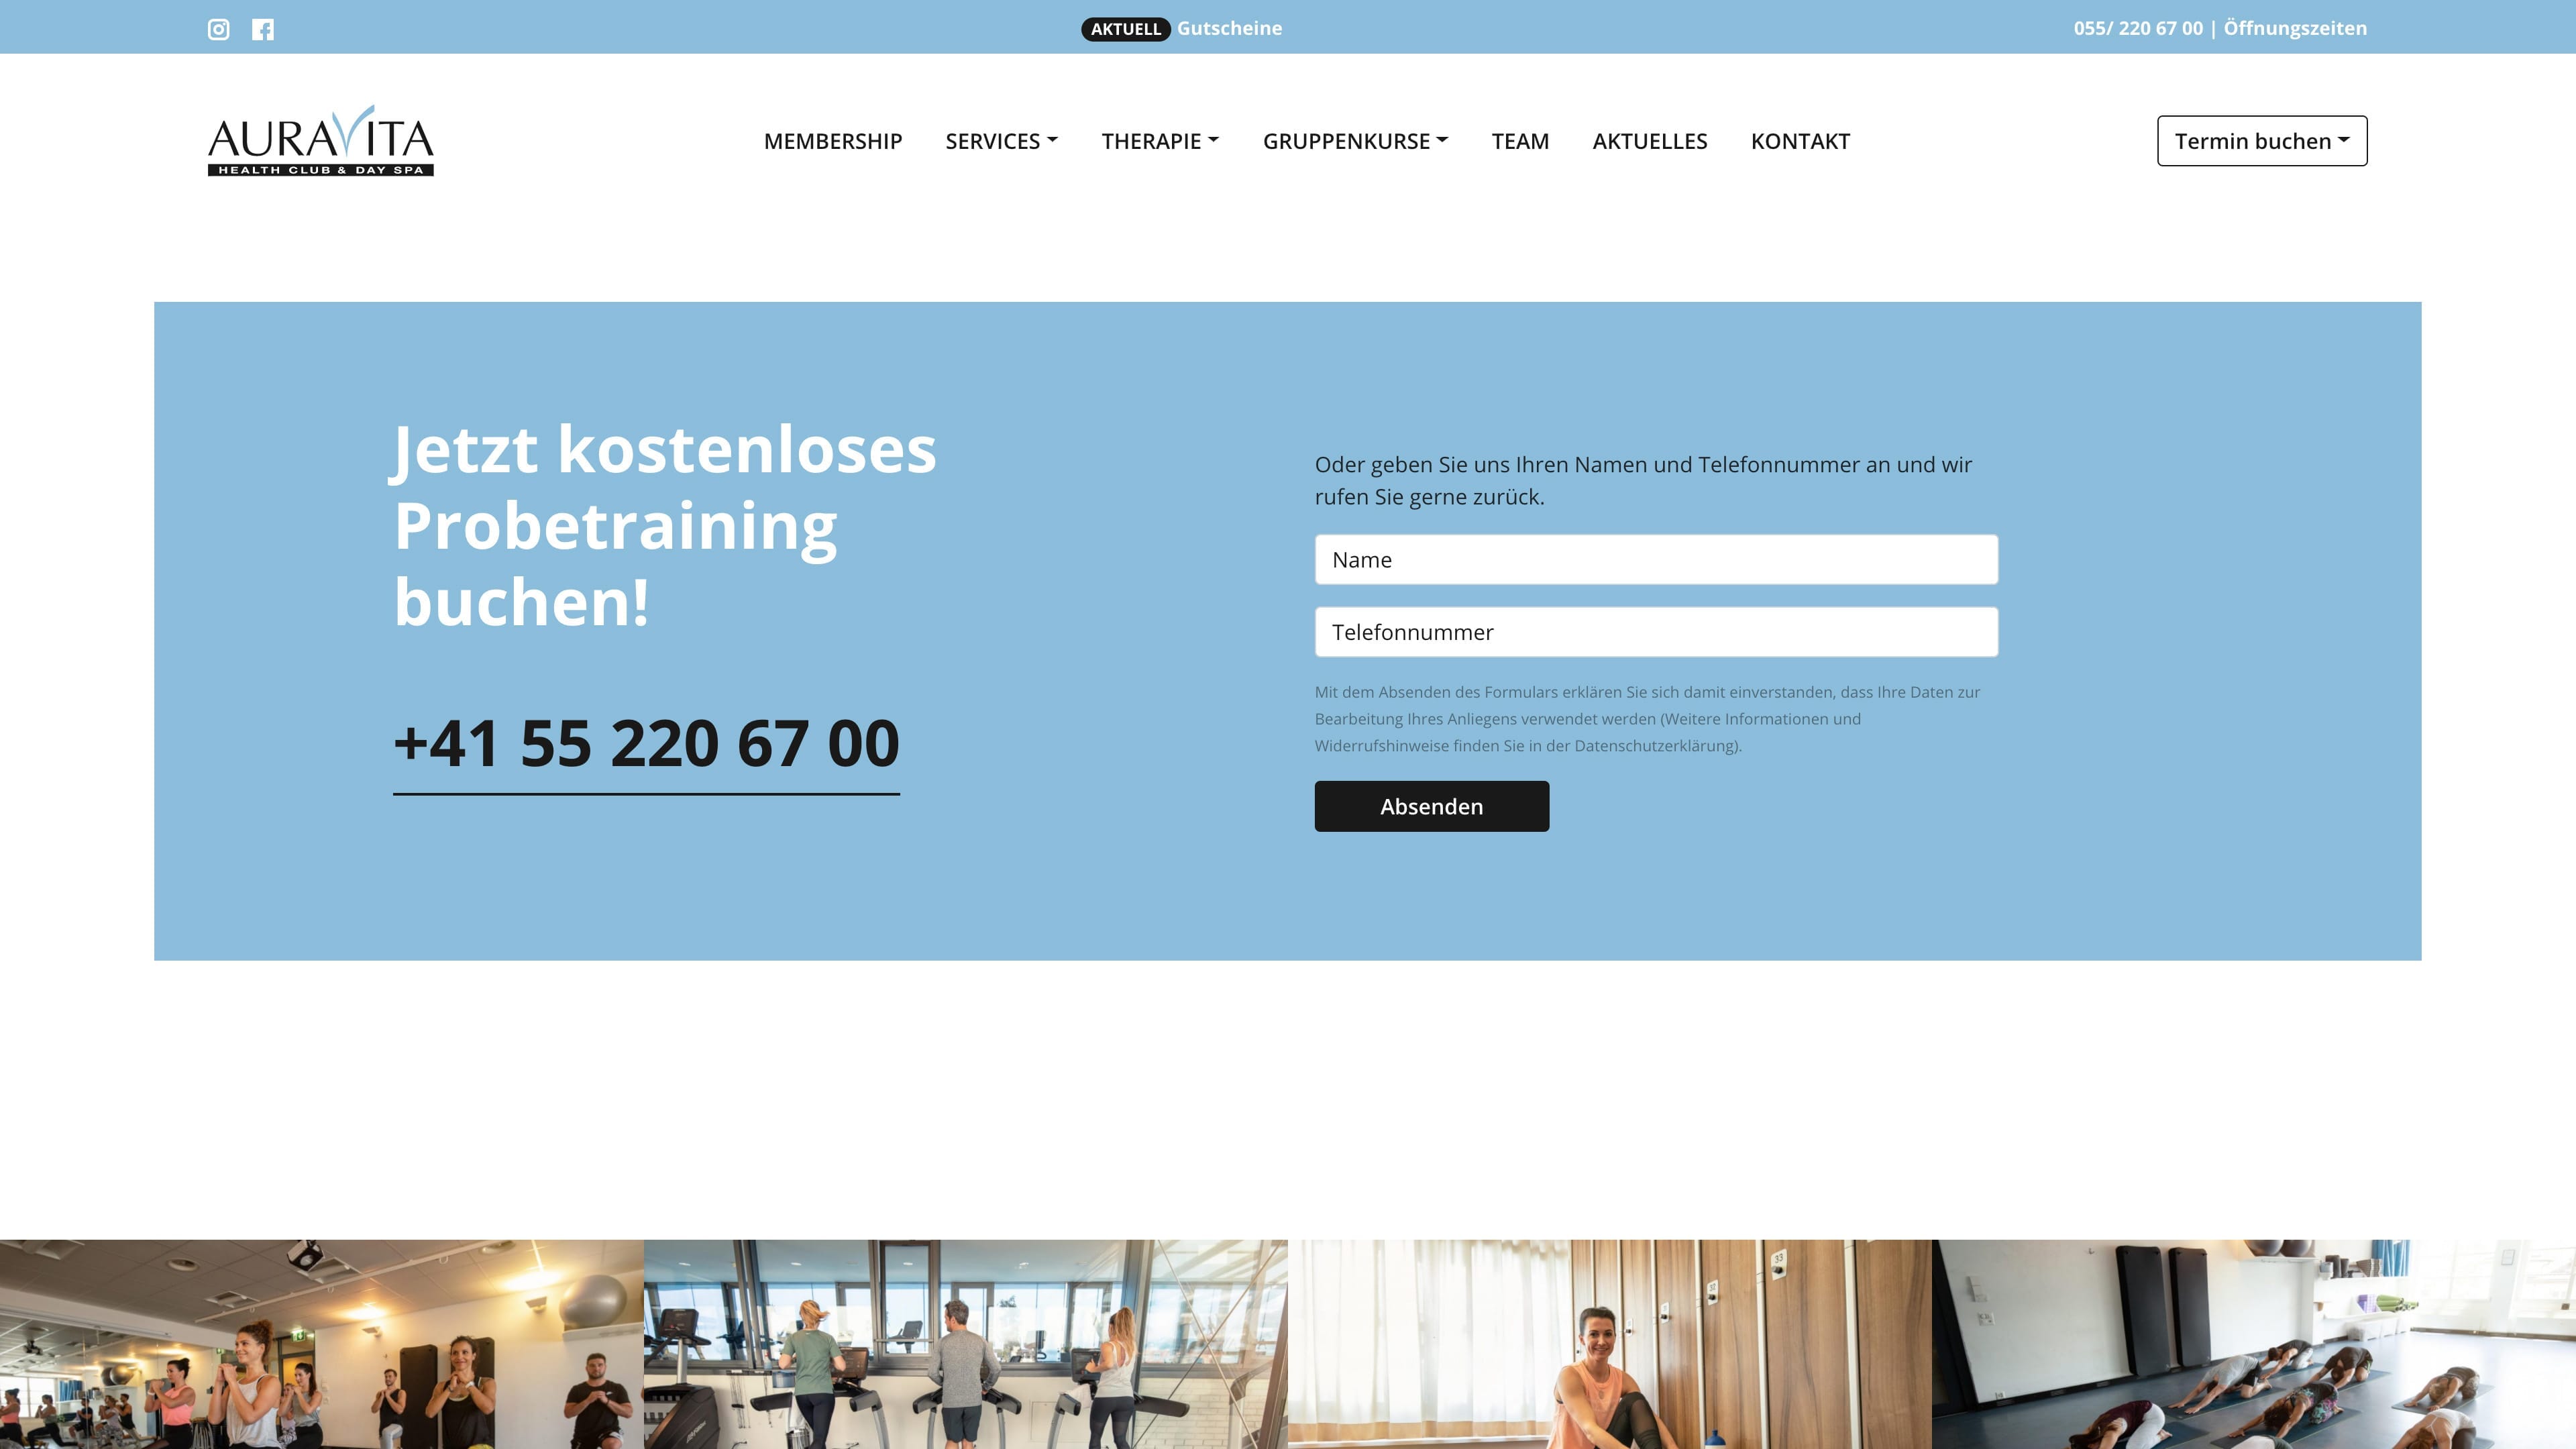 AKTUELL Gutscheine
055/ 220 67 00 | Öffnungszeiten
AURAVITA
HEALTH CLUB & DAY SPA
MEMBERSHIP SERVICES THERAPIE GRUPPENKURSE TEAM AKTUELLES KONTAKT
Termin buchen
Jetzt kostenloses
Probetraining
buchen!
+41 55 220 67 00
Oder geben Sie uns Ihren Namen und Telefonnummer an und wir
rufen Sie gerne zurück.
Name
Telefonnummer
Mit dem Absenden des Formulars erklären Sie sich damit einverstanden, dass Ihre Daten zur
Bearbeitung Ihres Anliegens verwendet werden (Weitere Informationen und
Widerrufshinweise finden Sie in der Datenschutzerklärung).
Absenden
33